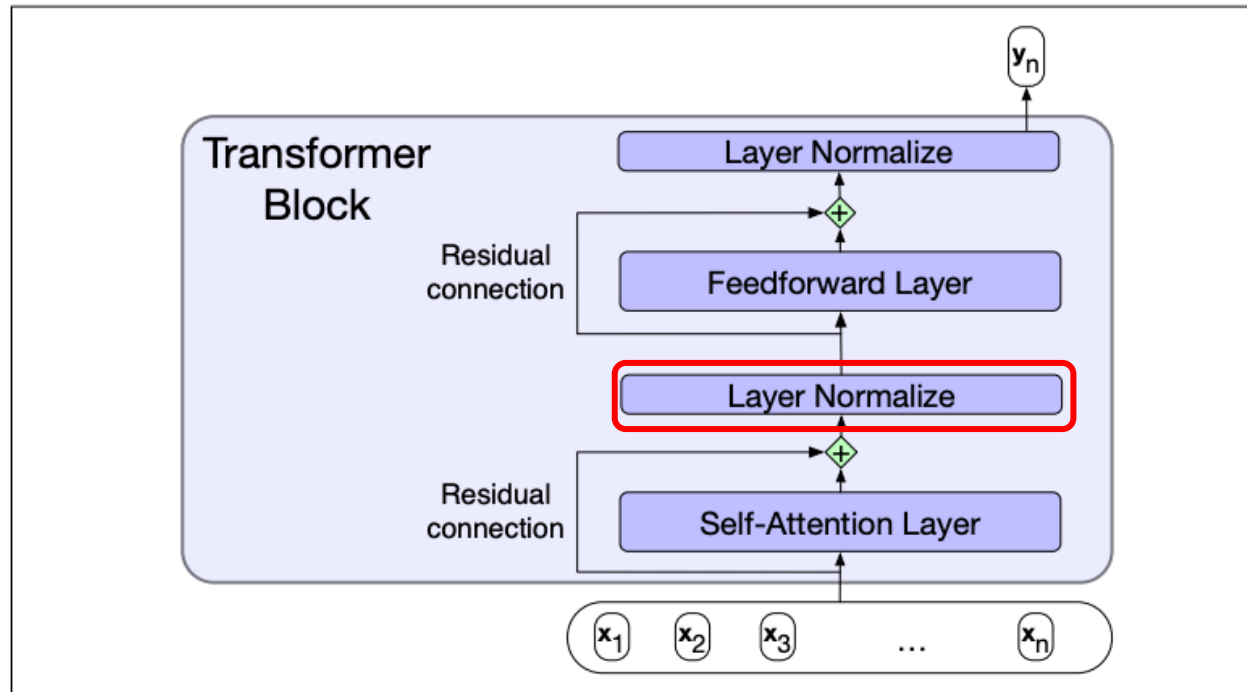 yn
Transformer
Block
Layer Normalize
+
Residual
connection
Feedforward Layer
Layer Normalize
+
Residual
connection
Self-Attention Layer
x1 x2 x3 ... xn